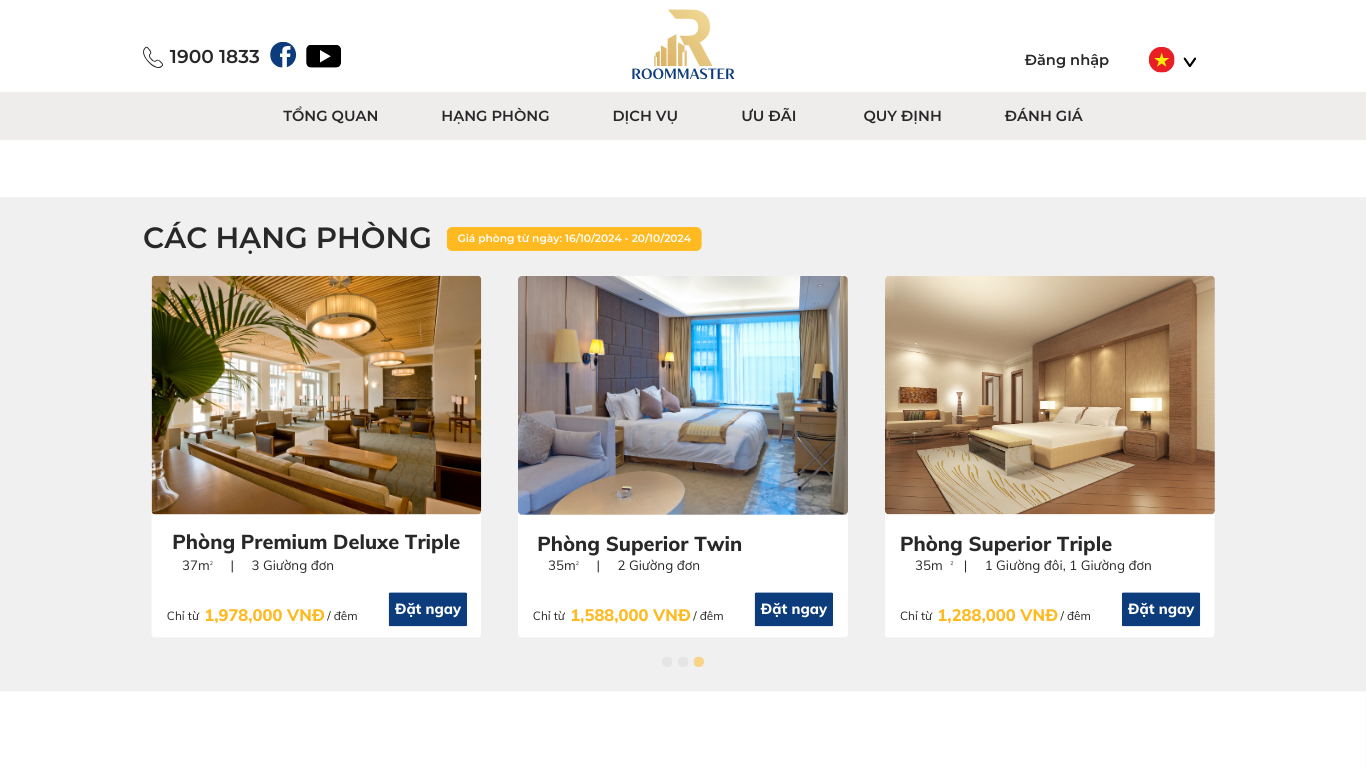 1900 1833
ROOMMASTER
Đăng nhập
TỔNG QUAN HẠNG PHÒNG DỊCH VỤ ƯU ĐÃI QUY ĐỊNH ĐÁNH GIÁ
CÁC HẠNG PHÒNG
Giá phòng từ ngày: 16/10/2024 - 20/10/2024
Phòng Premium Deluxe Triple
37m² | 3 Giường đơn
Chỉ từ 1,978,000 VNĐ / đêm
Đặt ngay
Phòng Superior Twin
35m² | 2 Giường đơn
Chỉ từ 1,588,000 VNĐ / đêm
Đặt ngay
Phòng Superior Triple
35m ² | 1 Giường đôi, 1 Giường đơn
Chỉ từ 1,288,000 VNĐ / đêm
Đặt ngay